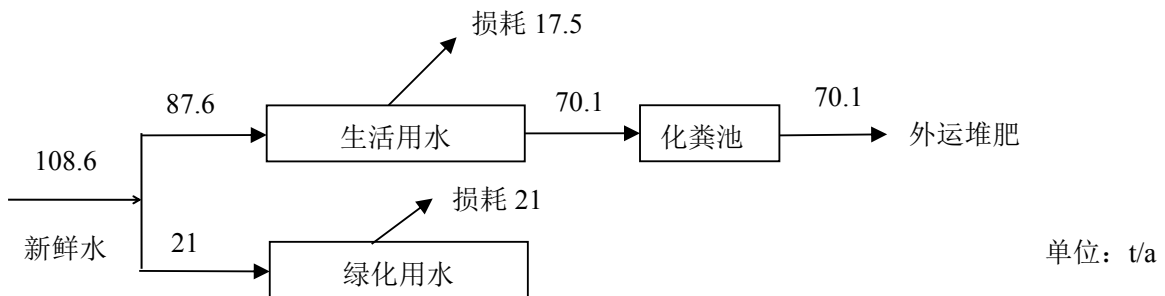 损耗 17.5
87.6
生活用水
70.1
化粪池
70.1
外运堆肥
108.6
新鲜水
损耗 21
21
绿化用水
单位：t/a